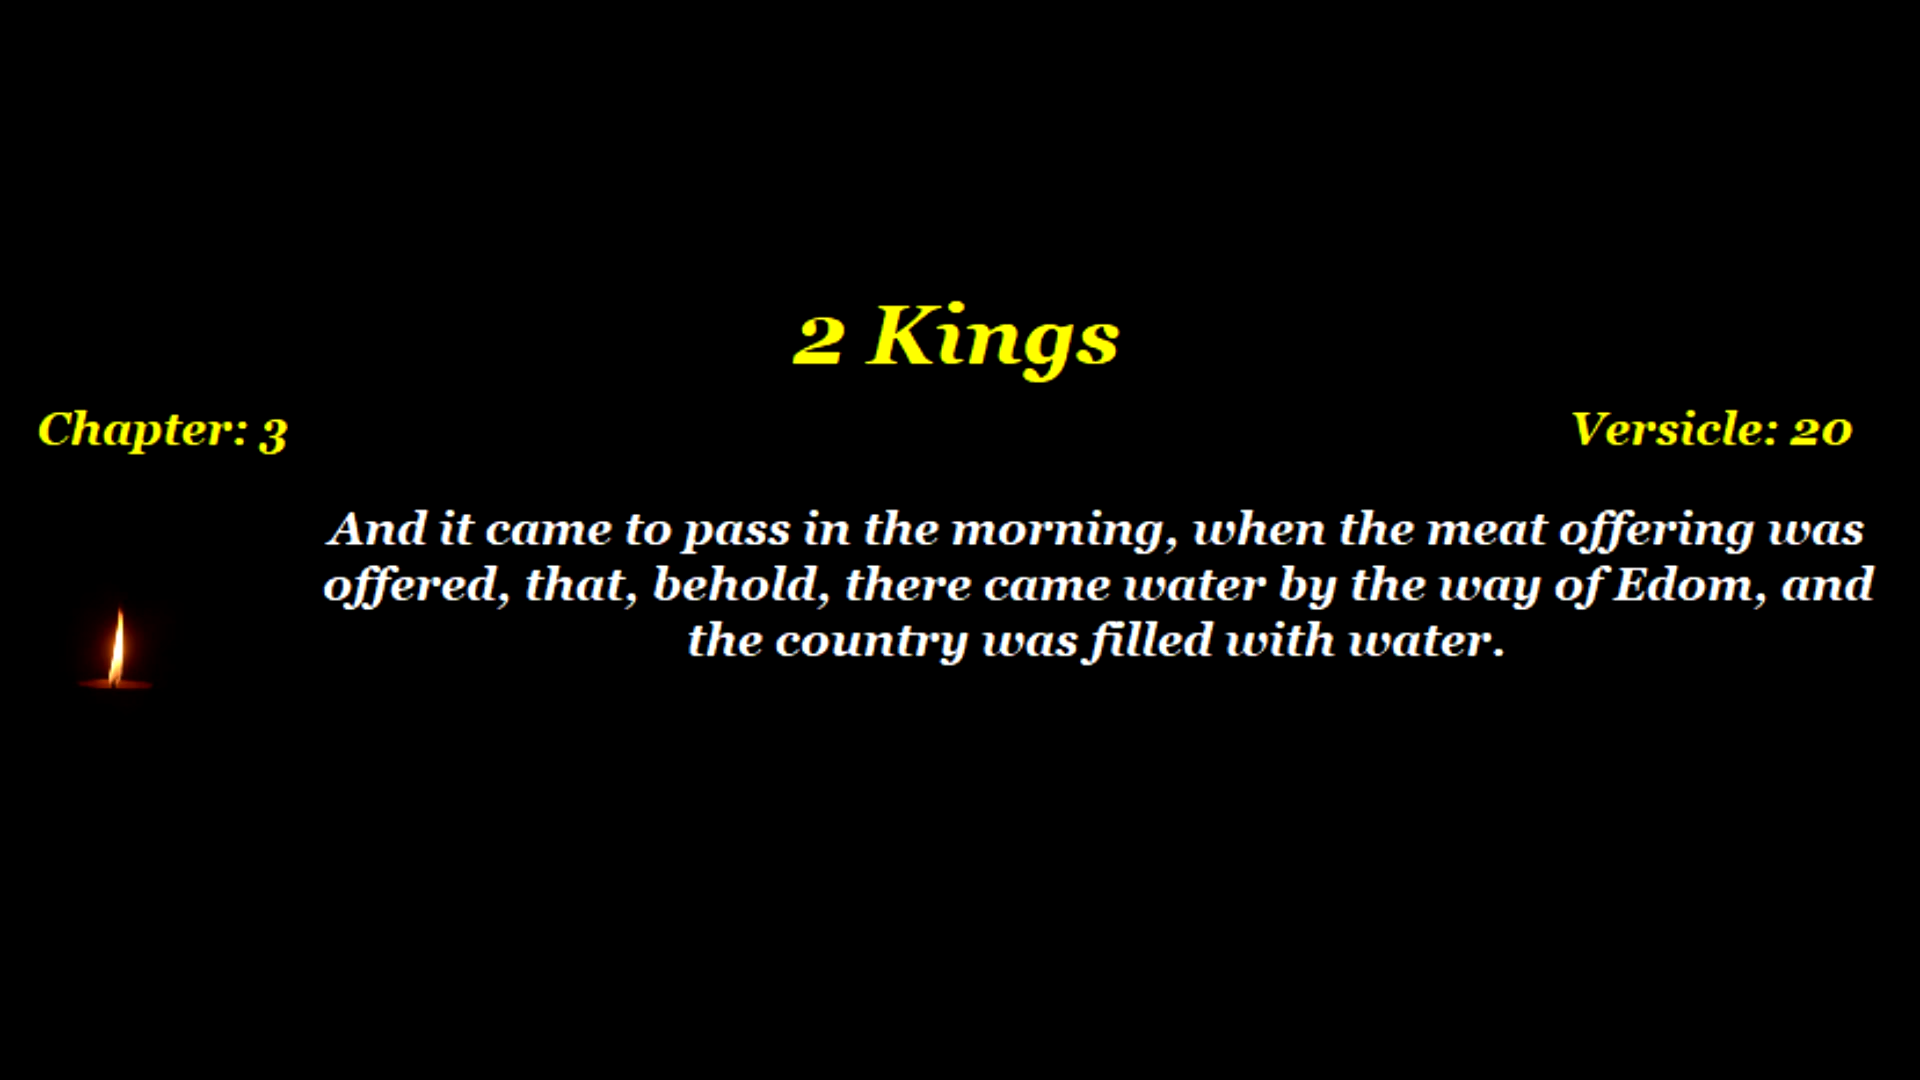 2 Kings
Chapter: 3
Versicle: 20
And it came to pass in the morning, when the meat offering was
offered, that, behold, there came water by the way of Edom, and
the country was filled with water.